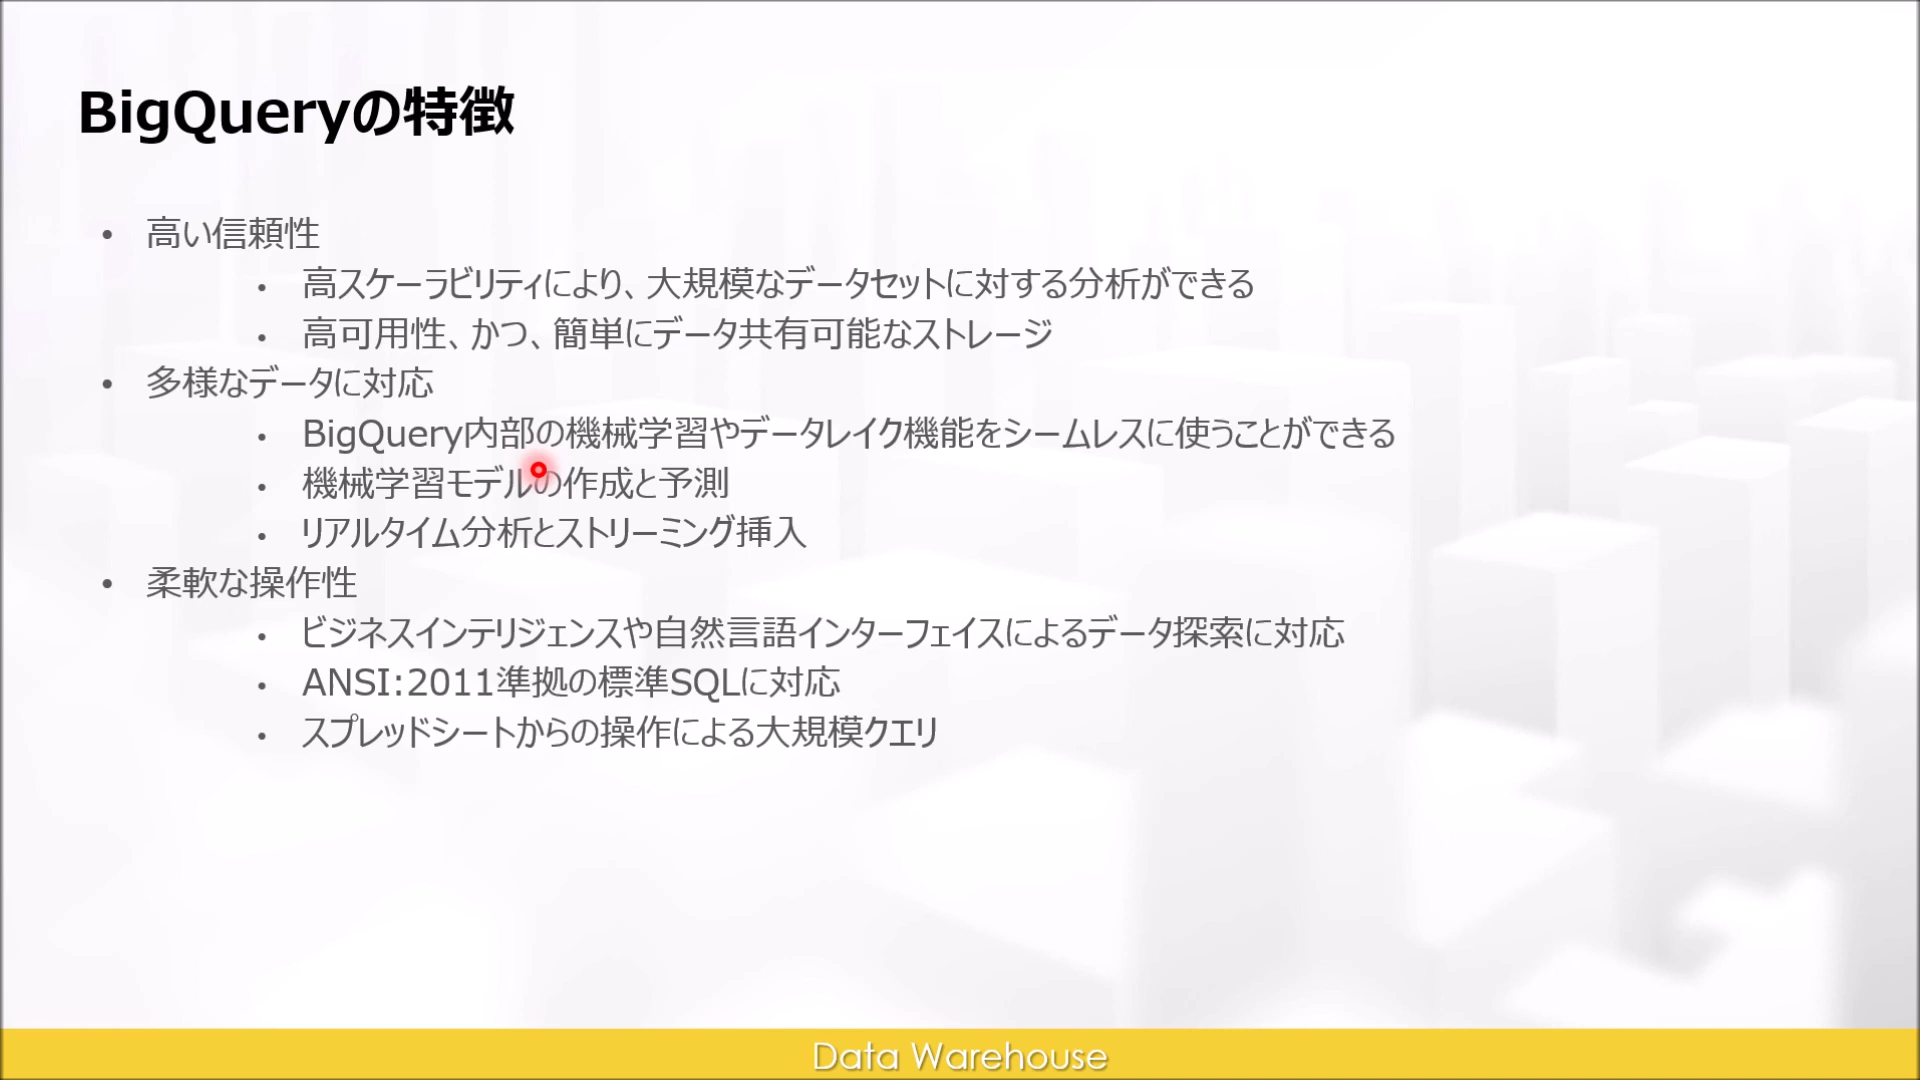 BigQueryの特徴
• 高い信頼性
• 高スケーラビリティにより、大規模なデータセットに対する分析ができる
• 高可用性、かつ、簡単にデータ共有可能なストレージ
• 多様なデータに対応
• BigQuery内部の機械学習やデータレイク機能をシームレスに使うことができる
• 機械学習モデルの作成と予測
• リアルタイム分析とストリーミング挿入
• 柔軟な操作性
• ビジネスインテリジェンスや自然言語インターフェイスによるデータ探索に対応
• ANSI:2011準拠の標準SQLに対応
• スプレッドシートからの操作による大規模クエリ
Data Warehouse